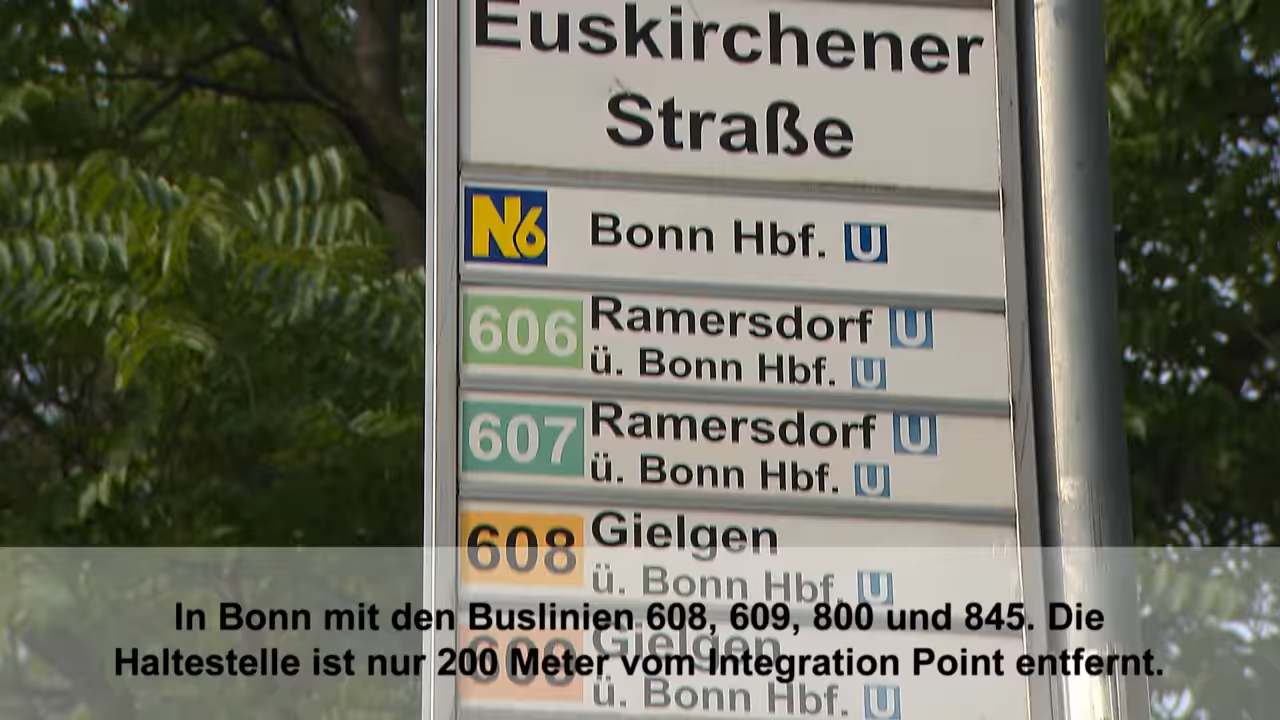 Euskirchener
Straße
N6 Bonn Hbf. U
606 Ramersdorf U
ü. Bonn Hbf. U
607 Ramersdorf U
ü. Bonn Hbf. U
608 Gielgen
ü. Bonn Hbf. U
609 Gielgen
ü. Bonn Hbf. U
In Bonn mit den Buslinien 608, 609, 800 und 845. Die
Haltestelle ist nur 200 Meter vom Integration Point entfernt.